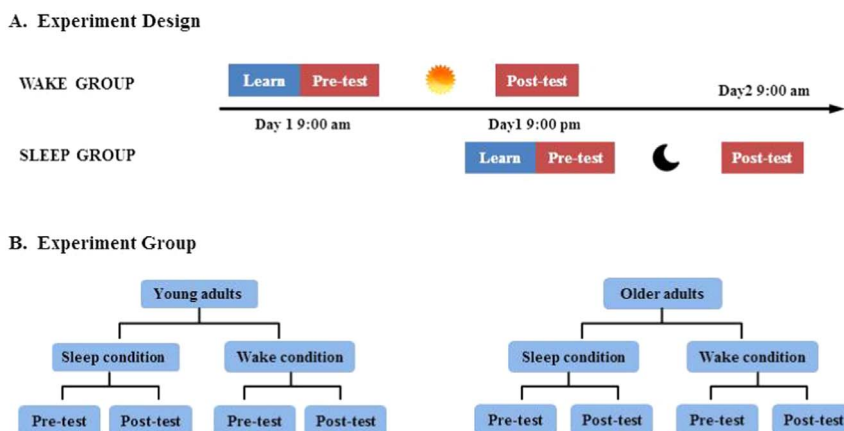 A. Experiment Design
WAKE GROUP
Learn Pre-test Post-test
Day2 9:00 am
Day 1 9:00 am Day1 9:00 pm
SLEEP GROUP
Learn Pre-test Post-test
B. Experiment Group
Young adults Older adults
Sleep condition Wake condition Sleep condition Wake condition
Pre-test Post-test Pre-test Post-test Pre-test Post-test Pre-test Post-test